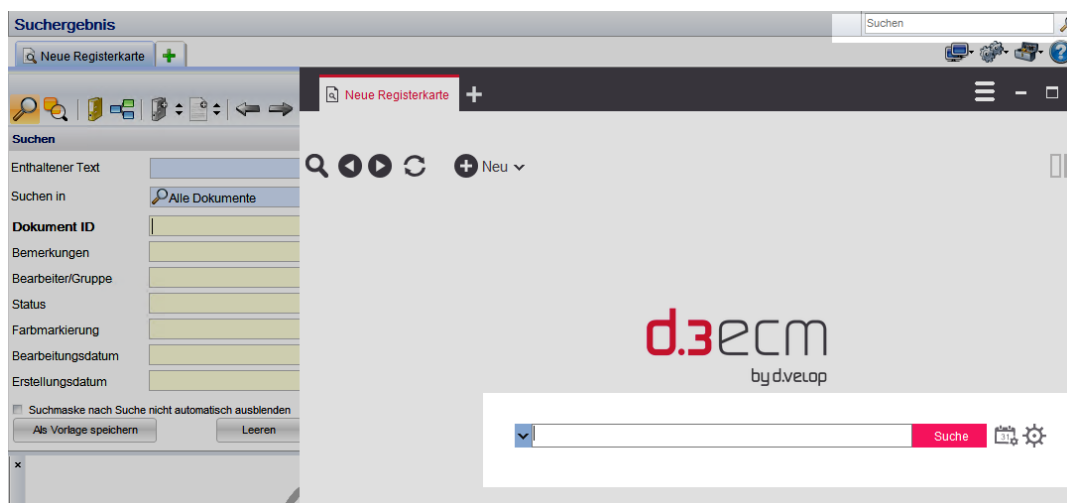 Suchergebnis
Suchen
Neue Registerkarte
Neue Registerkarte
Suchen
Neu
Enthaltener Text
Suchen in
Alle Dokumente
Dokument ID
Bemerkungen
Bearbeiter/Gruppe
Status
Farbmarkierung
Bearbeitungsdatum
Erstellungsdatum
d.3ecm
by d.velop
Suchmaske nach Suche nicht automatisch ausblenden
Als Vorlage speichern
Leeren
Suche
31
x